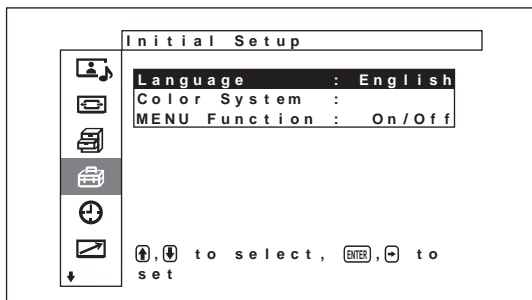 Initial Setup
Language : English
Color System :
MENU Function : On/Off
↑,↓ to select, ENTER,→ to
set